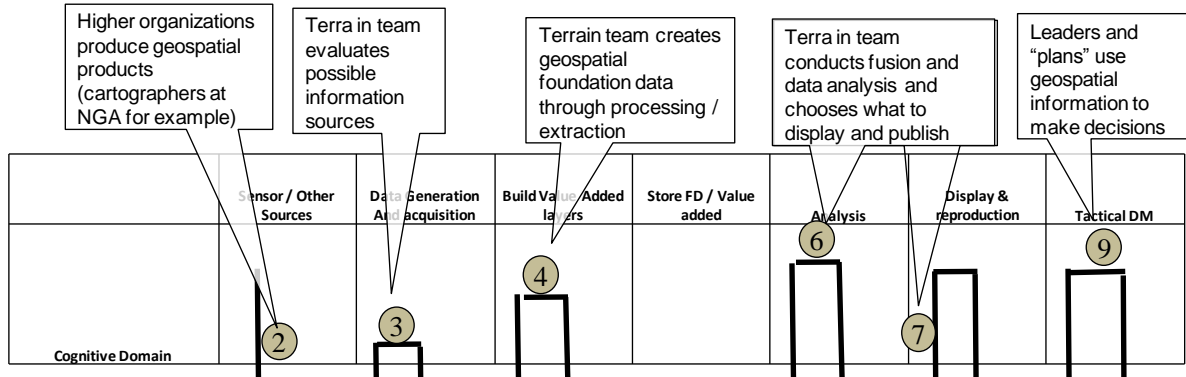 Higher organizations
produce geospatial
products
(cartographers at
NGA for example)
Terra in team
evaluates
possible
information
sources
Terrain team creates
geospatial
foundation data
through processing /
extraction
Terra in team
conducts fusion and
data analysis and
chooses what to
display and publish
Leaders and
“plans” use
geospatial
information to
make decisions
Sensor / Other
Sources
Data Generation
And acquisition
Build Value Added
layers
Store FD / Value
added
Analysis
Display &
reproduction
Tactical DM
6
9
4
3
7
2
Cognitive Domain